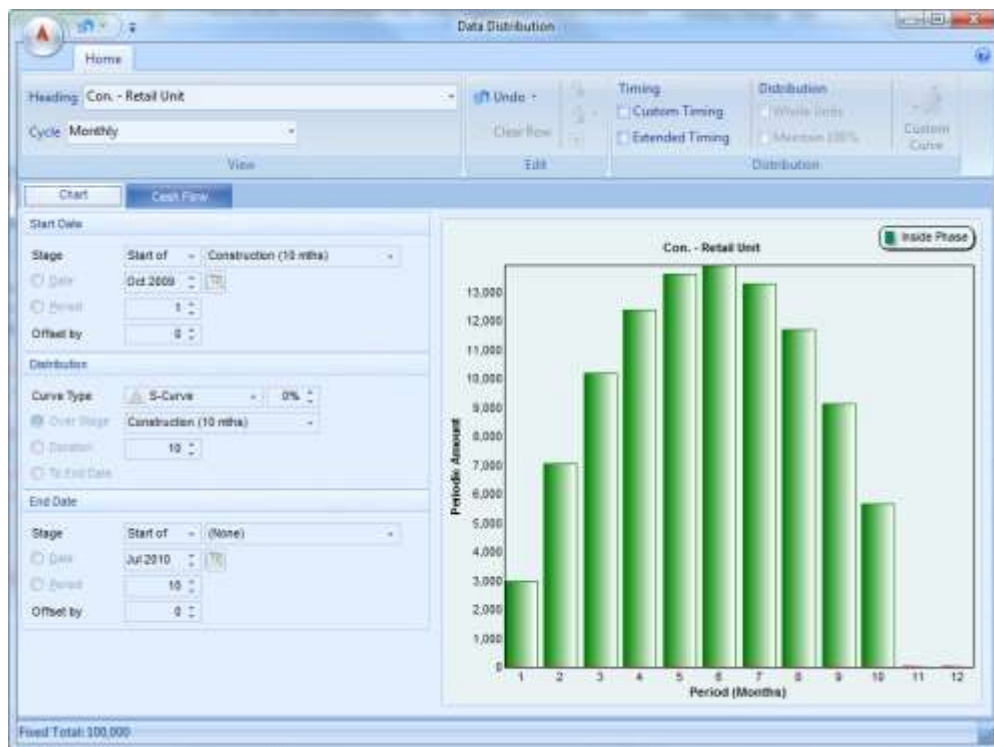 Data Distribution
Home
Heading Con. - Retail Unit
Cycle Monthly
View
Undo
Clear Row
Edit
Timing
Custom Timing
Extended Timing
Distribution
Whole Units
Maintain 100%
Custom Curve
Distribution
Chart
Cash Flow
Start Date
Stage Start of Construction (10 mths)
Date Oct 2009
Period 1
Offset by 0
Distribution
Curve Type S-Curve 0%
Over Stage Construction (10 mths)
Duration 10
To End Date
End Date
Stage Start of (None)
Date Jul 2010
Period 10
Offset by 0
Con. - Retail Unit
Inside Phase
Periodic Amount
13,000
12,000
11,000
10,000
9,000
8,000
7,000
6,000
5,000
4,000
3,000
2,000
1,000
0
1 2 3 4 5 6 7 8 9 10 11 12
Period (Months)
Fixed Total: 100,000